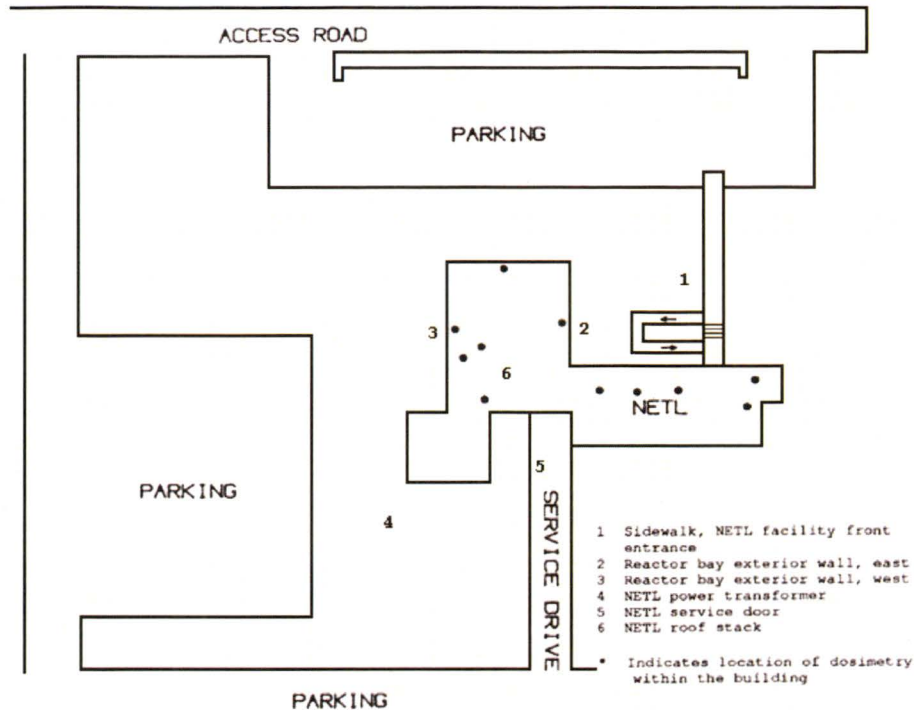 ACCESS ROAD
PARKING
1
2
3
6
NETL
5
PARKING
4
SERVICE DRIVE
1 Sidewalk, NETL facility front
entrance
2 Reactor bay exterior wall, east
3 Reactor bay exterior wall, west
4 NETL power transformer
5 NETL service door
6 NETL roof stack
• Indicates location of dosimetry
within the building
PARKING